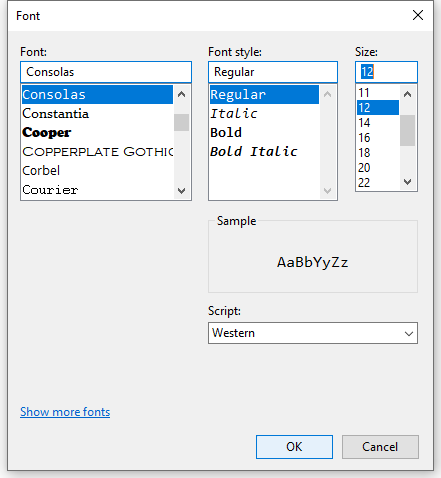 Font
Font:
Consolas
Consolas
Constantia
Cooper
COPPERPLATE GOTHIC
Corbel
Courier
Font style:
Regular
Regular
Italic
Bold
Bold Italic
Size:
12
11
12
14
16
18
20
22
Sample
AaBbYyZz
Script:
Western
Show more fonts
OK
Cancel